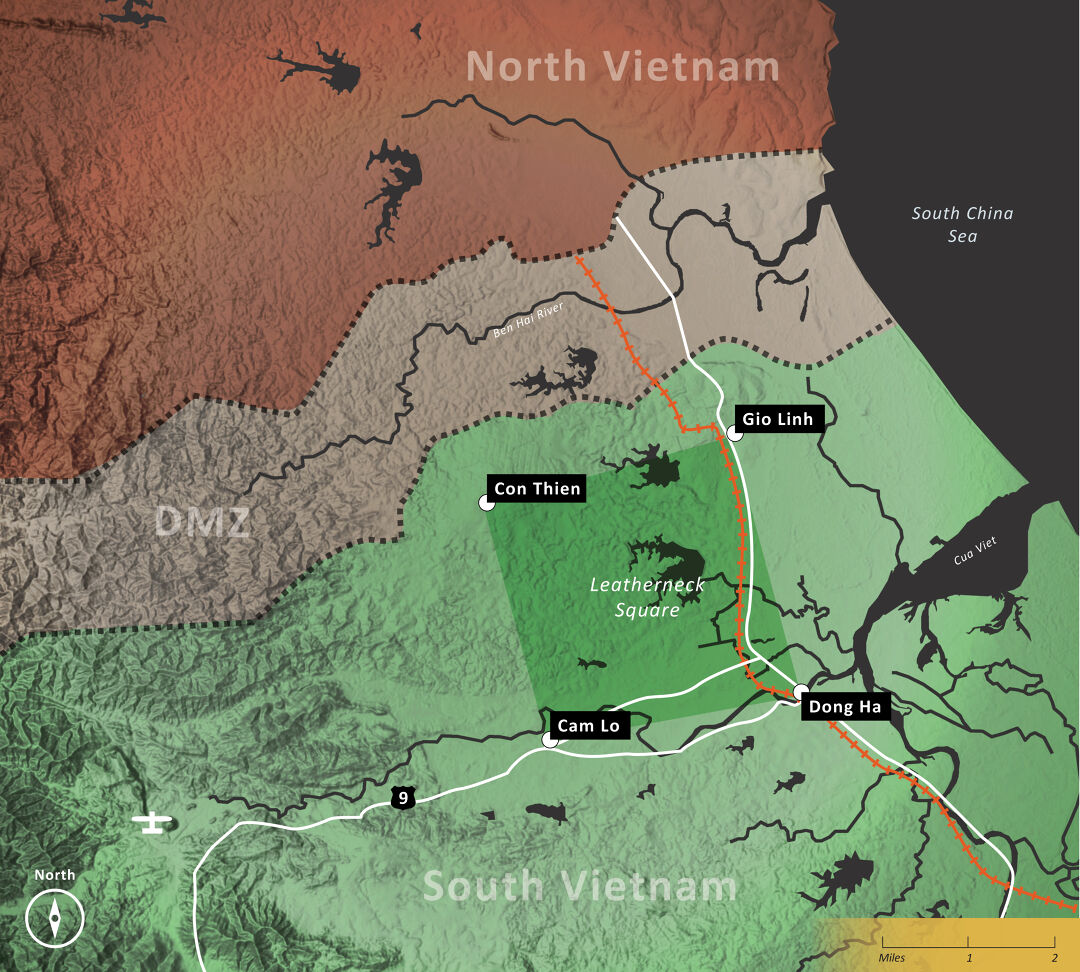 North Vietnam
South China
Sea
Ben Hai River
Gio Linh
Con Thien
DMZ
Cua Viet
Leatherneck
Square
Dong Ha
Cam Lo
9
North
South Vietnam
Miles 1 2